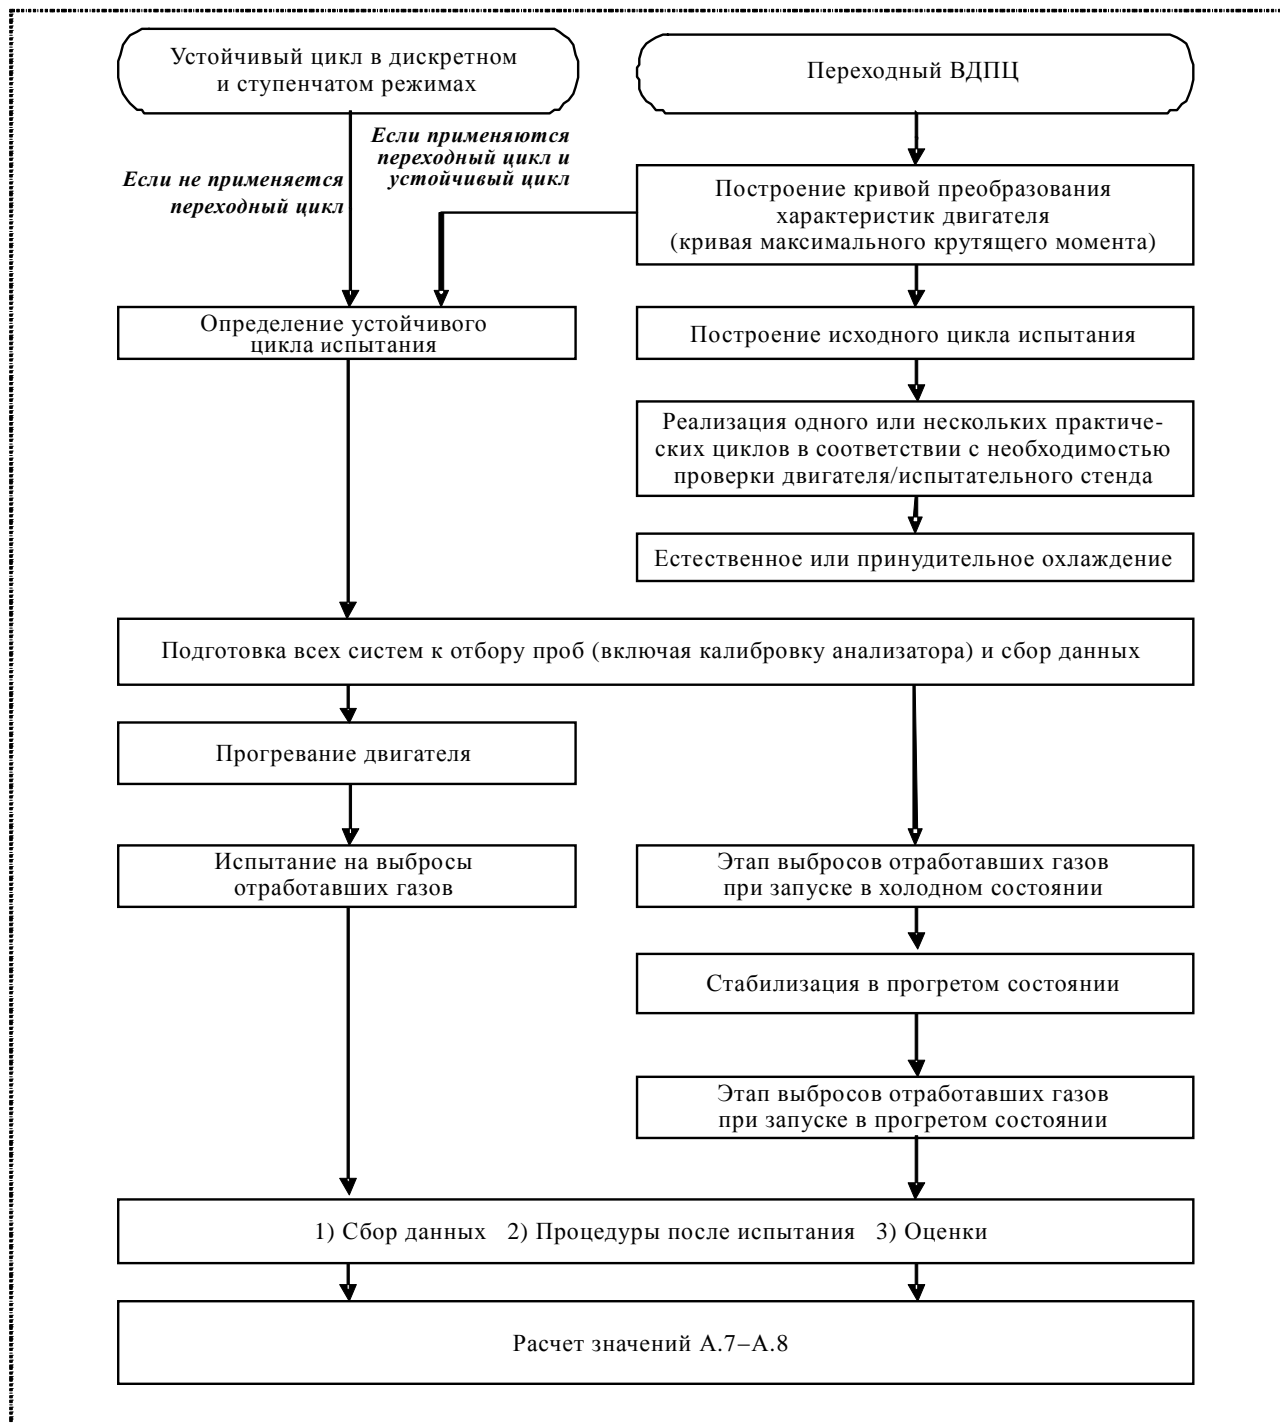 Устойчивый цикл в дискретном
и ступенчатом режимах
Переходный ВДПЦ
Если применяются
переходный цикл и
устойчивый цикл
Если не применяется
переходный цикл
Построение кривой преобразования
характеристик двигателя
(кривая максимального крутящего момента)
Определение устойчивого
цикла испытания
Построение исходного цикла испытания
Реализация одного или нескольких практиче-
ских циклов в соответствии с необходимостью
проверки двигателя/испытательного стенда
Естественное или принудительное охлаждение
Подготовка всех систем к отбору проб (включая калибровку анализатора) и сбор данных
Прогревание двигателя
Испытание на выбросы
отработавших газов
Этап выбросов отработавших газов
при запуске в холодном состоянии
Стабилизация в прогретом состоянии
Этап выбросов отработавших газов
при запуске в прогретом состоянии
1) Сбор данных 2) Процедуры после испытания 3) Оценки
Расчет значений А.7–А.8